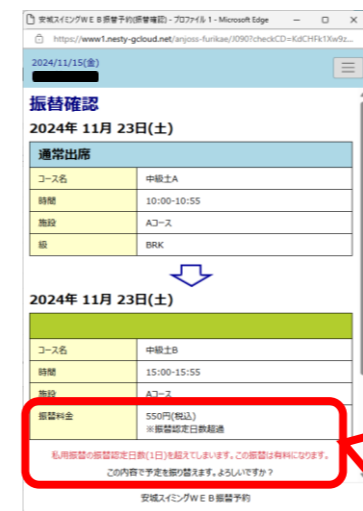 安城スイミングWEB振替予約(振替確認) - プロファイル 1 - Microsoft Edge
https://www1.nesty-gcloud.net/anjoss-furikae/J090?checkCD=KdCHFk1Xw9z...
2024/11/15(金)
振替確認
2024年 11月 23日(土)
通常出席
コース名 中級土A
時間 10:00-10:55
施設 Aコース
級 BRK
2024年 11月 23日(土)
コース名 中級土B
時間 15:00-15:55
施設 Aコース
振替料金 550円(税込)
※振替認定日数超過
私用振替の振替認定日数(1日)を超えてしまいます。この振替は有料になります。
この内容で予定を振り替えます。よろしいですか?
安城スイミングWEB振替予約